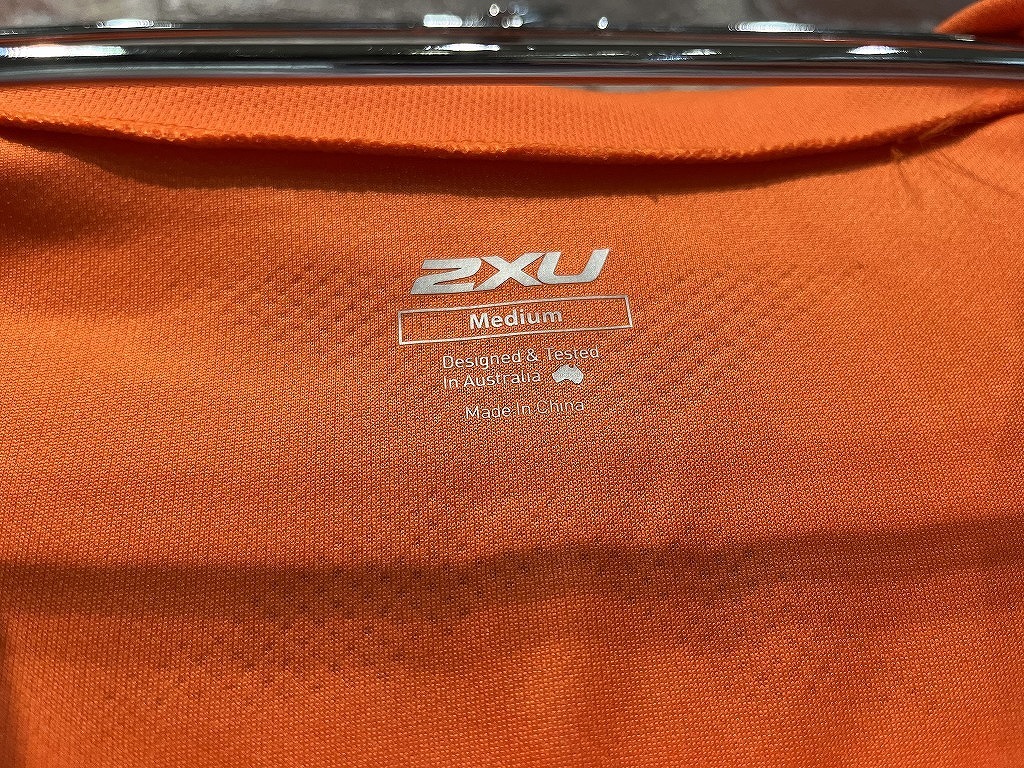 2XU
Medium
Designed & Tested
In Australia
Made In China